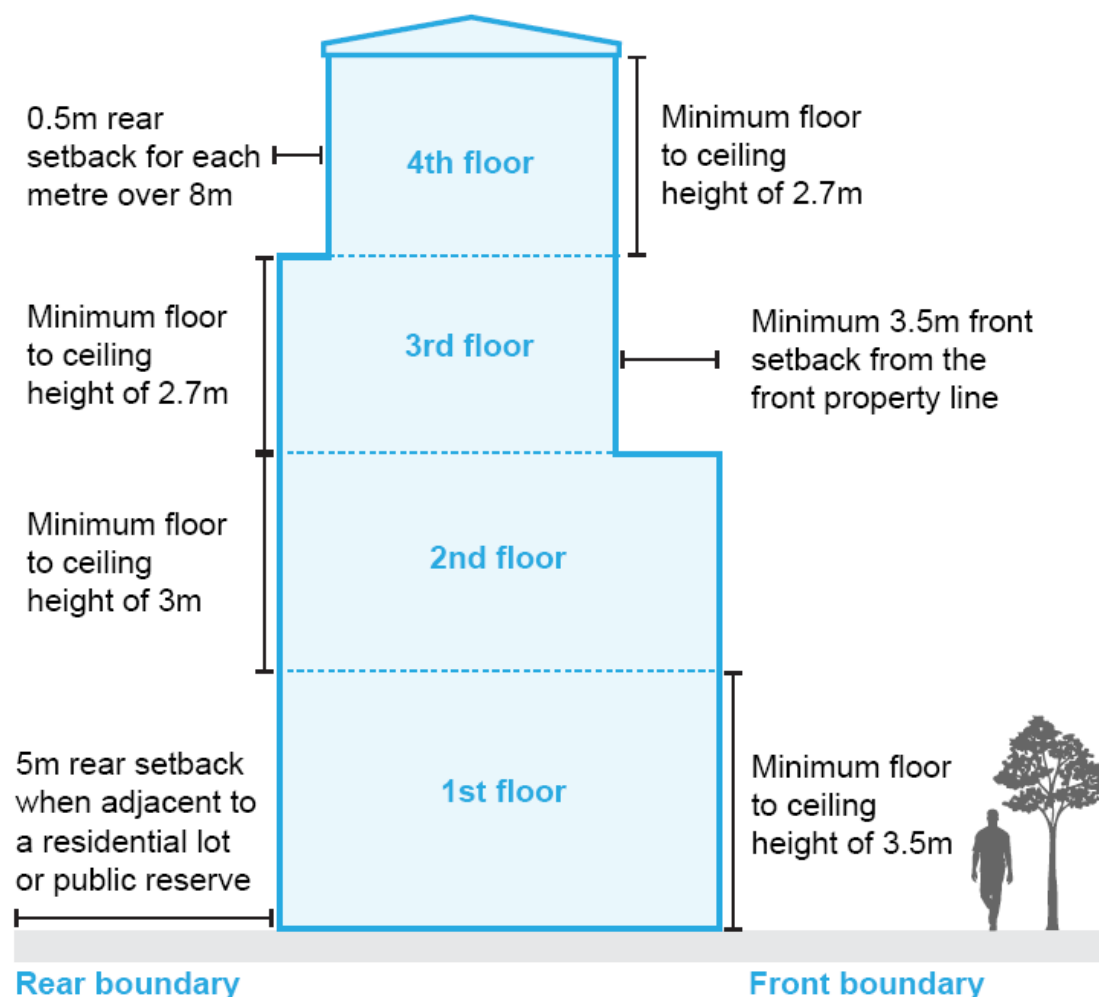 0.5m rear
setback for each
metre over 8m
4th floor
Minimum floor
to ceiling
height of 2.7m
Minimum floor
to ceiling
height of 2.7m
3rd floor
Minimum 3.5m front
setback from the
front property line
Minimum floor
to ceiling
height of 3m
2nd floor
5m rear setback
when adjacent to
a residential lot
or public reserve
1st floor
Minimum floor
to ceiling
height of 3.5m
Rear boundary
Front boundary